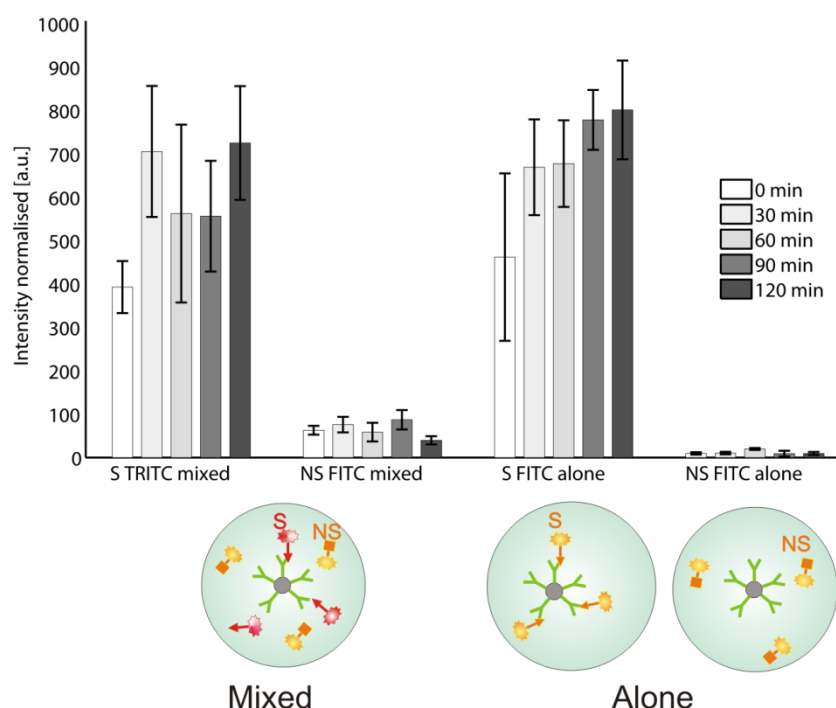 1000
900
800
700
600
500
400
300
200
100
0
Intensity normalised [a.u.]
0 min
30 min
60 min
90 min
120 min
S TRITC mixed
NS FITC mixed
S FITC alone
NS FITC alone
S
NS
S
NS
Mixed
Alone